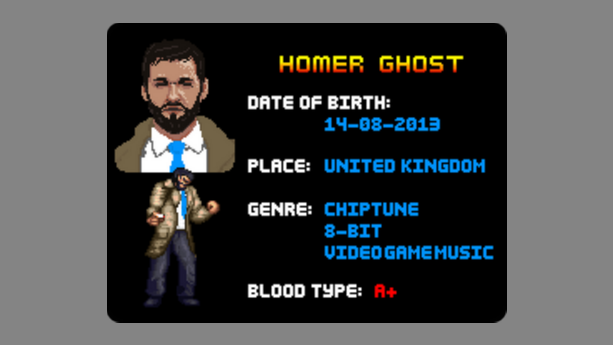 HOMER GHOST
DATE OF BIRTH:
14-08-2013
PLACE: UNITED KINGDOM
GENRE: CHIPTUNE
8-BIT
VIDEOGAMEMUSIC
BLOOD TYPE: A+